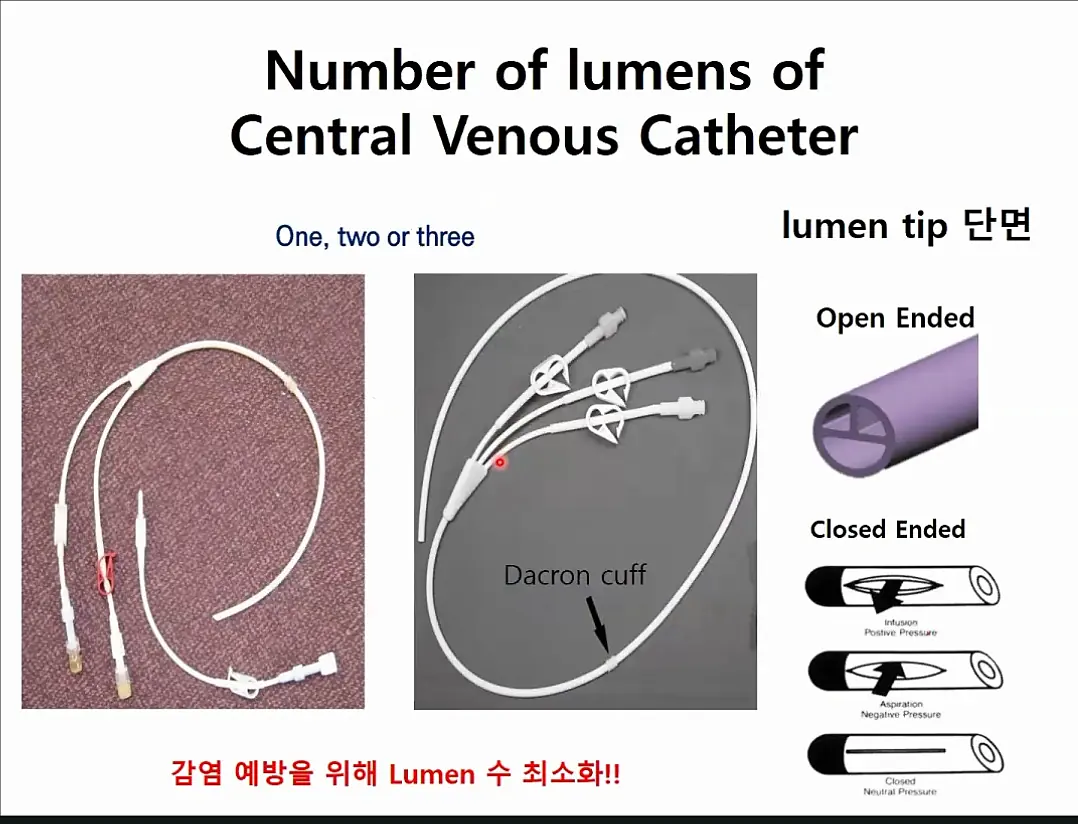 Number of lumens of
Central Venous Catheter
One, two or three
lumen tip 단면
Open Ended
Closed Ended
Dacron cuff
Infusion
Postive Pressure
Aspiration
Negative Pressure
Closed
Neutral Pressure
감염 예방을 위해 Lumen 수 최소화!!